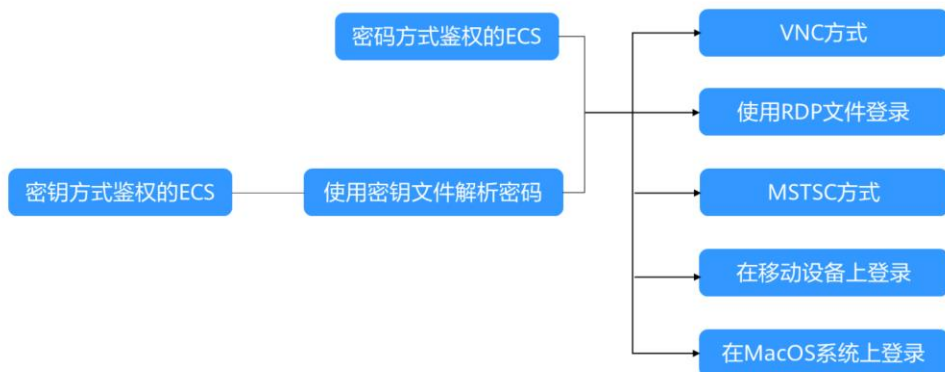 密码方式鉴权的ECS
VNC方式
使用RDP文件登录
密钥方式鉴权的ECS
使用密钥文件解析密码
MSTSC方式
在移动设备上登录
在MacOS系统上登录